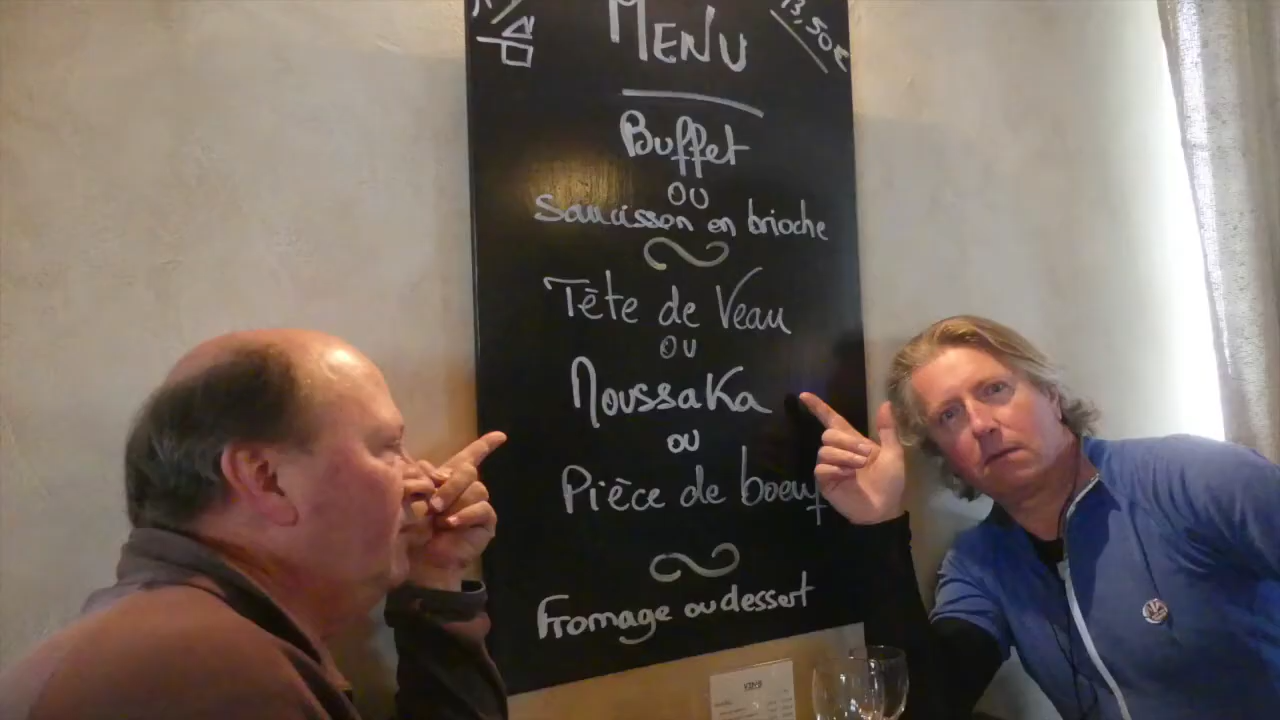 MENU
13,50€
Buffet
ou
Saucisson en brioche
Tête de Veau
ou
Moussaka
ou
Pièce de boeuf
Fromage ou dessert
VINS